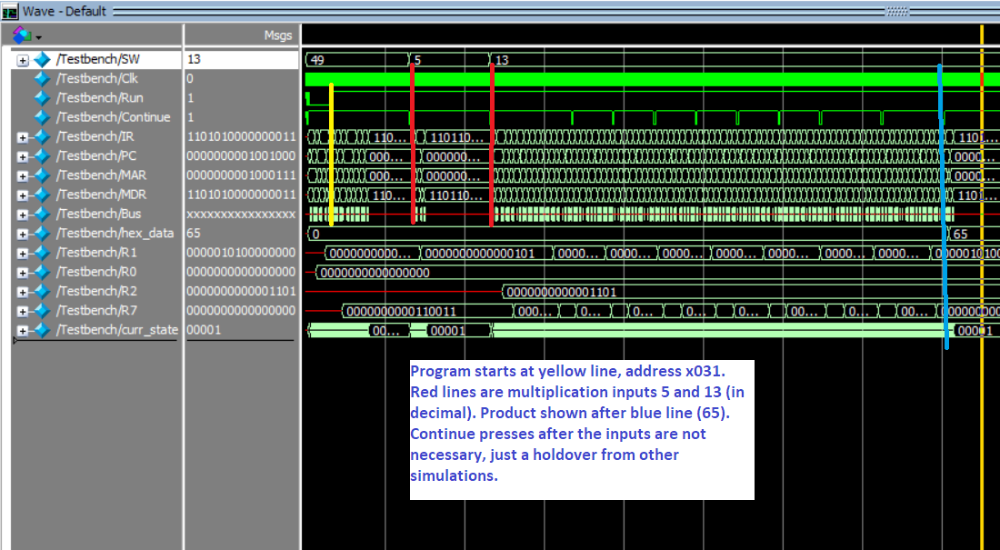 Wave - Default
Msgs
/Testbench/SW 13 49 5 13
/Testbench/Clk 0
/Testbench/Run 1
/Testbench/Continue 1
/Testbench/IR 1101010000000011 110... 110110... 110...
/Testbench/PC 0000000001001000 000... 000000... 0000...
/Testbench/MAR 0000000001000111 000... 000000... 0000...
/Testbench/MDR 1101010000000011 110... 110110... 110...
/Testbench/Bus xxxxxxxxxxxxxxxx
/Testbench/hex_data 65 0 65
/Testbench/R1 0000010100000000 00000000000... 0000000000000101 0000... 0000... 0000... 0000... 0000... 0000...
/Testbench/R0 0000000000000000 0000000000000000
/Testbench/R2 0000000000001101 0000000000001101
/Testbench/R7 0000000000000000 0000000000110011 000... 0... 0... 0... 0... 00... 0... 00...
/Testbench/curr_state 00001 00... 00001 00001
Program starts at yellow line, address x031.
Red lines are multiplication inputs 5 and 13 (in
decimal). Product shown after blue line (65).
Continue presses after the inputs are not
necessary, just a holdover from other
simulations.